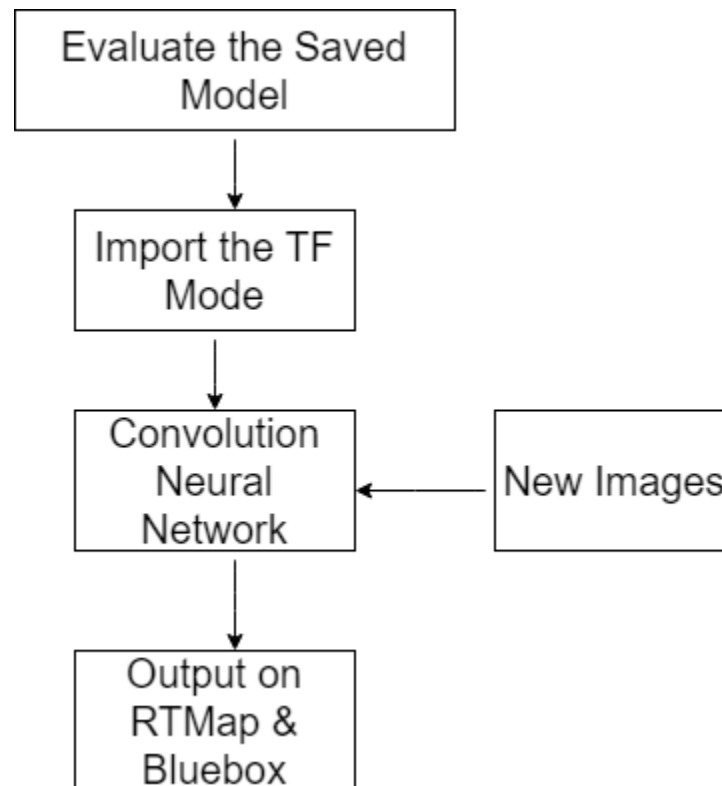 Evaluate the Saved
Model
Import the TF
Mode
Convolution
Neural
Network
New Images
Output on
RTMap &
Bluebox